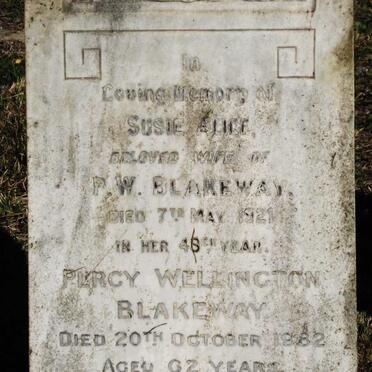 In
Loving Memory of
SUSIE ALICE,
BELOVED WIFE OF
P. W. BLAKEWAY,
DIED 7TH MAY 1921
IN HER 46TH YEAR.
PERCY WELLINGTON
BLAKEWAY
DIED 20TH OCTOBER 1932
AGED 62 YEARS